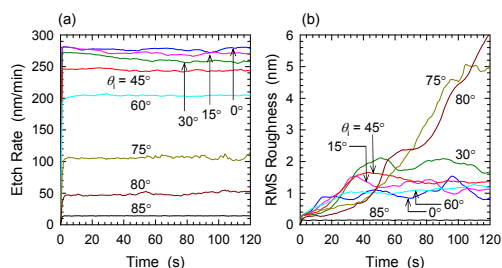 (a)
Etch Rate (nm/min)
300
250
200
150
100
50
0
θi = 45°
60°
30°
15°
0°
75°
80°
85°
0 20 40 60 80 100 120
Time (s)
(b)
RMS Roughness (nm)
6
5
4
3
2
1
0
75°
80°
θi = 45°
15°
30°
85°
0°
60°
0 20 40 60 80 100 120
Time (s)